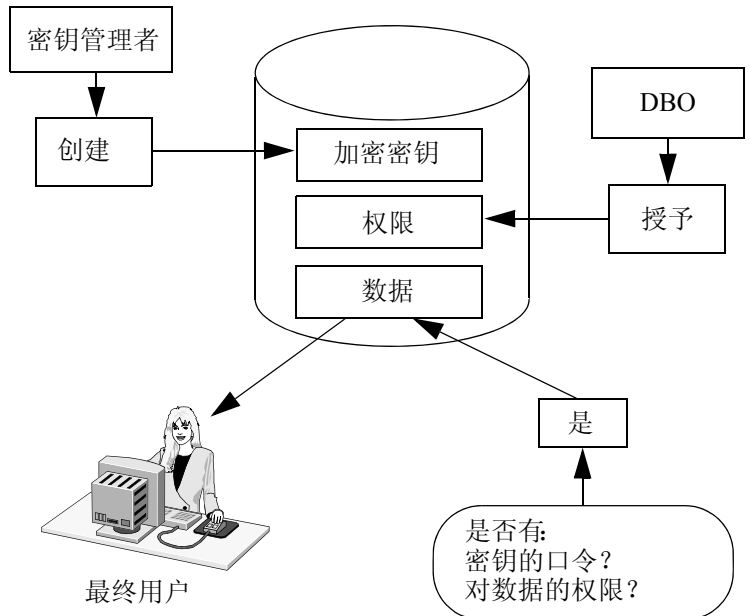 密钥管理者
创建
加密密钥
DBO
权限
授予
数据
是
是否有:
密钥的口令?
对数据的权限?
最终用户